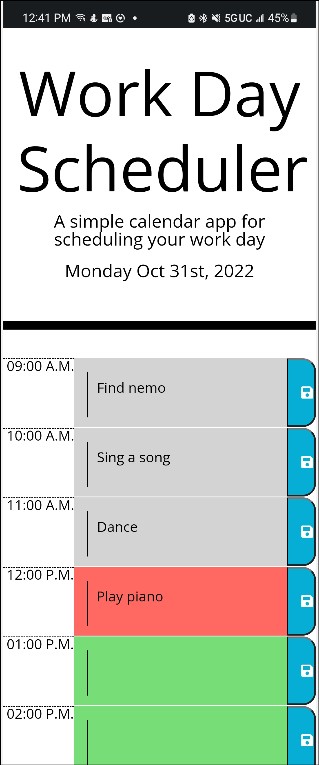 12:41 PM 5GUC 45%
Work Day
Scheduler
A simple calendar app for
scheduling your work day
Monday Oct 31st, 2022
09:00 A.M.
Find nemo
10:00 A.M.
Sing a song
11:00 A.M.
Dance
12:00 P.M.
Play piano
01:00 P.M.
02:00 P.M.